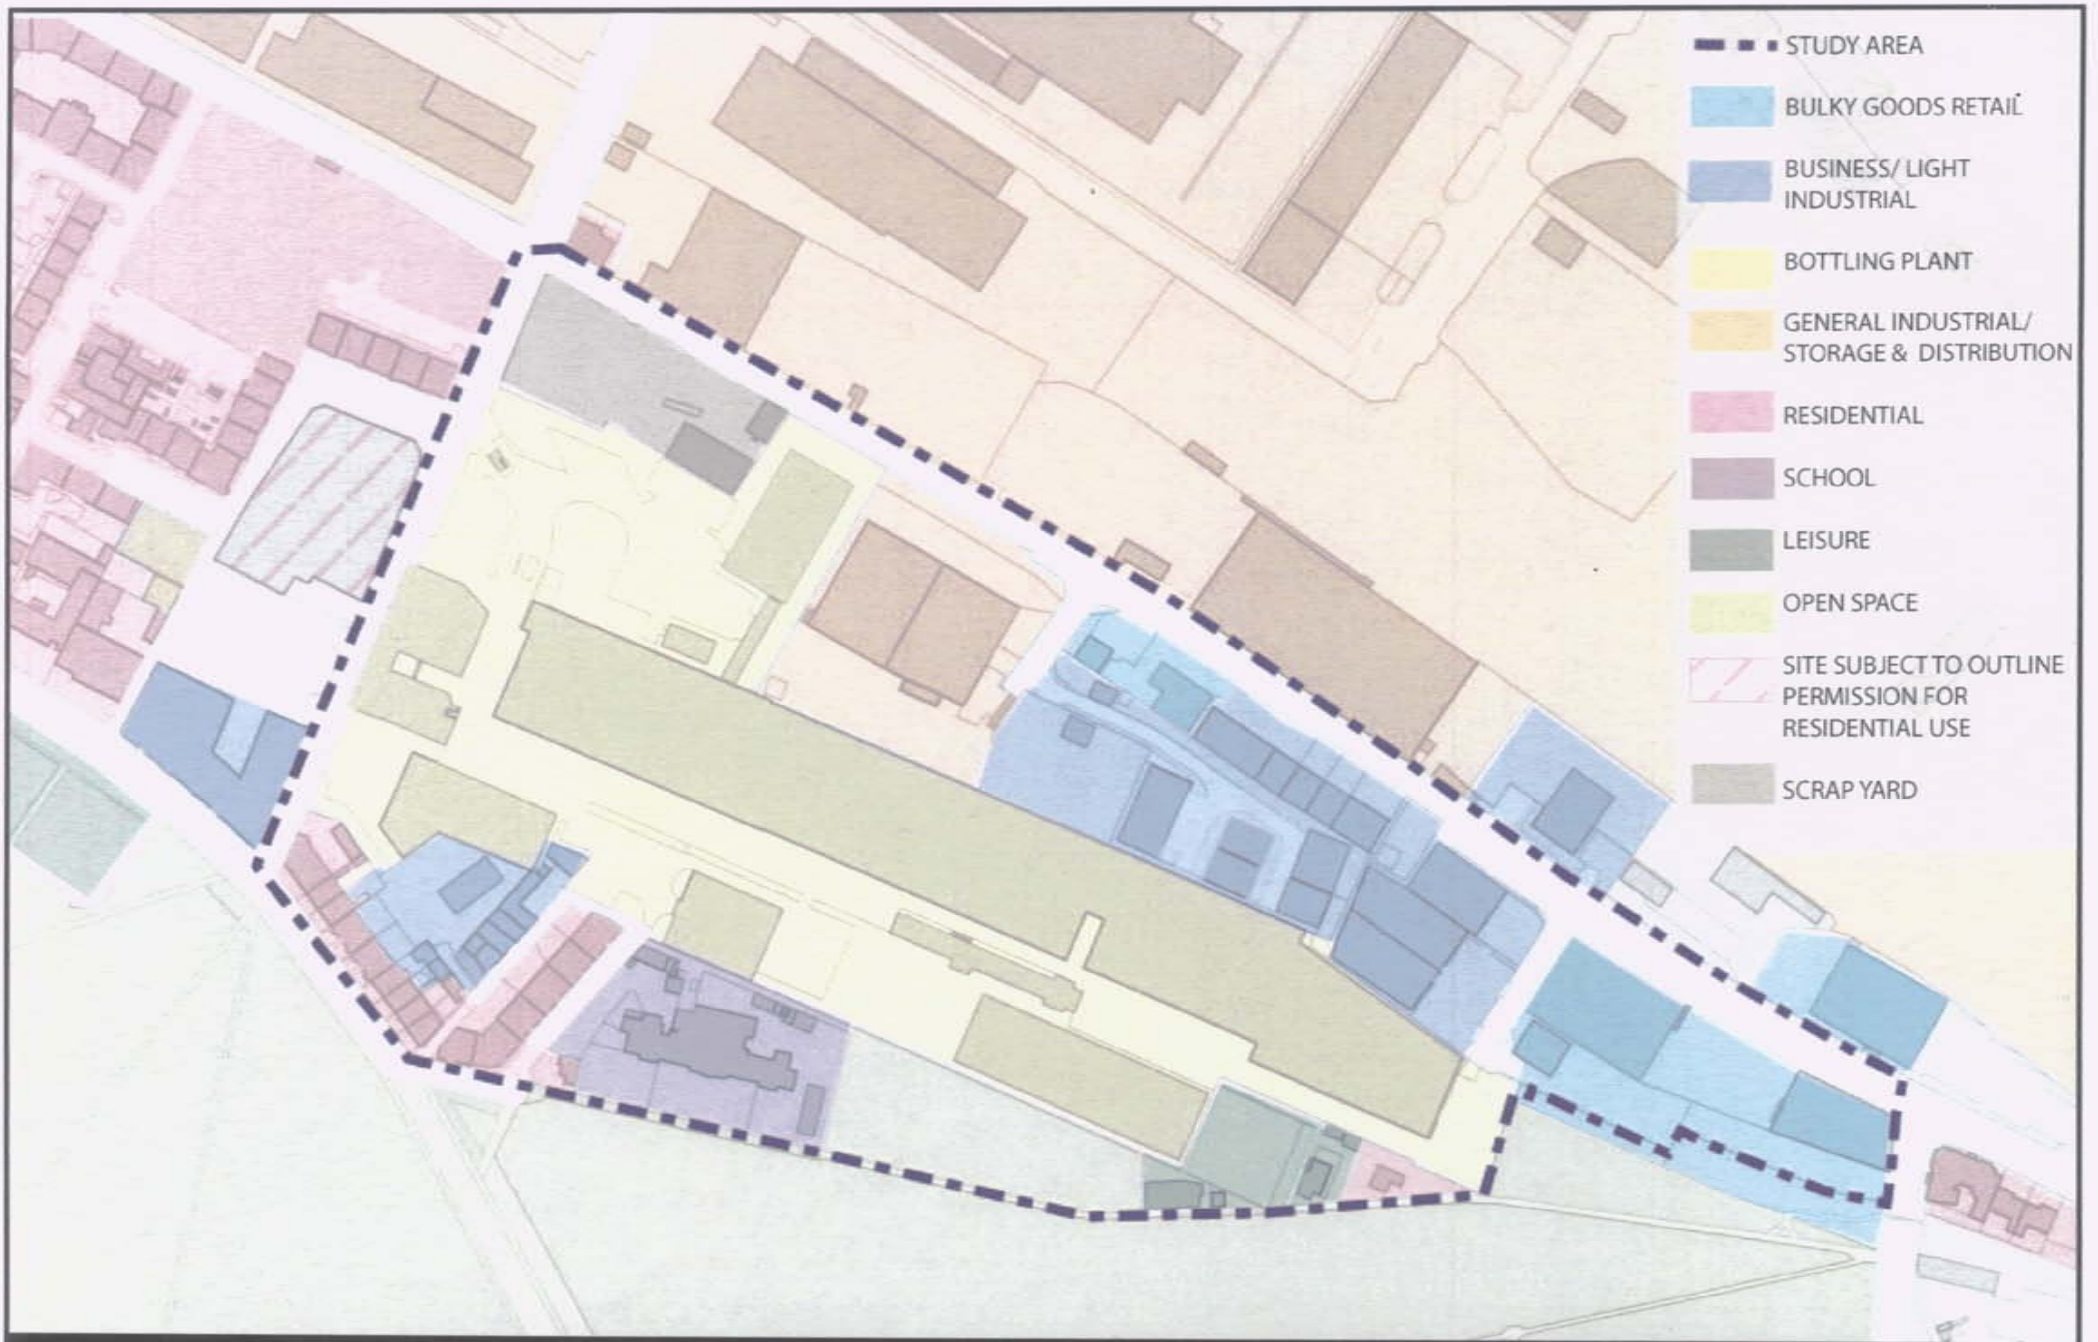 STUDY AREA
BULKY GOODS RETAIL
BUSINESS/ LIGHT
INDUSTRIAL
BOTTLING PLANT
GENERAL INDUSTRIAL/
STORAGE & DISTRIBUTION
RESIDENTIAL
SCHOOL
LEISURE
OPEN SPACE
SITE SUBJECT TO OUTLINE
PERMISSION FOR
RESIDENTIAL USE
SCRAP YARD